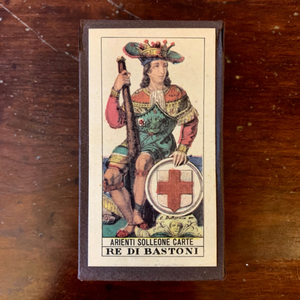 ARIENTI SOLLEONE CARTE
RE DI BASTONI